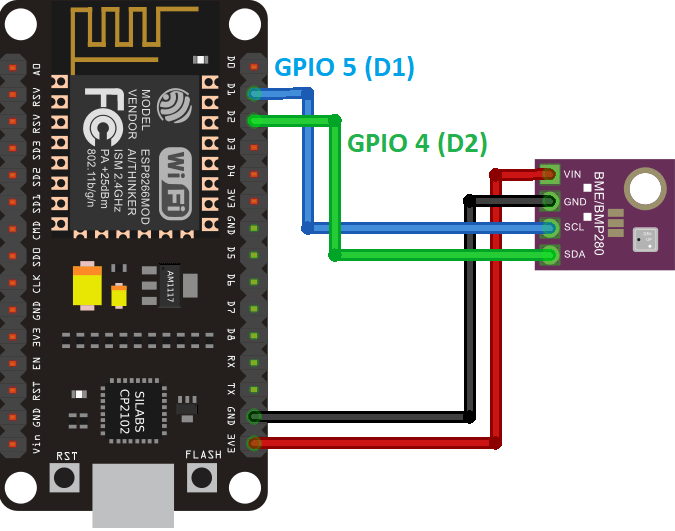 GPIO 5 (D1)
GPIO 4 (D2)
A0
RSV
RSV
SD3
SD2
SD1
CMD
SD0
CLK
GND
3V3
EN
RST
GND
Vin
D0
D1
D2
D3
D4
3V3
GND
D5
D6
D7
D8
RX
TX
GND
3V3
MODEL ESP8266MOD
VENDOR AI/THINKER
ISM 2.4GHz
PA +25dBm
802.11b/g/n
FC
Wi Fi
AM1117
SILABS
CP2102
RST
FLASH
VIN
GND
SCL
SDA
BME/BMP280